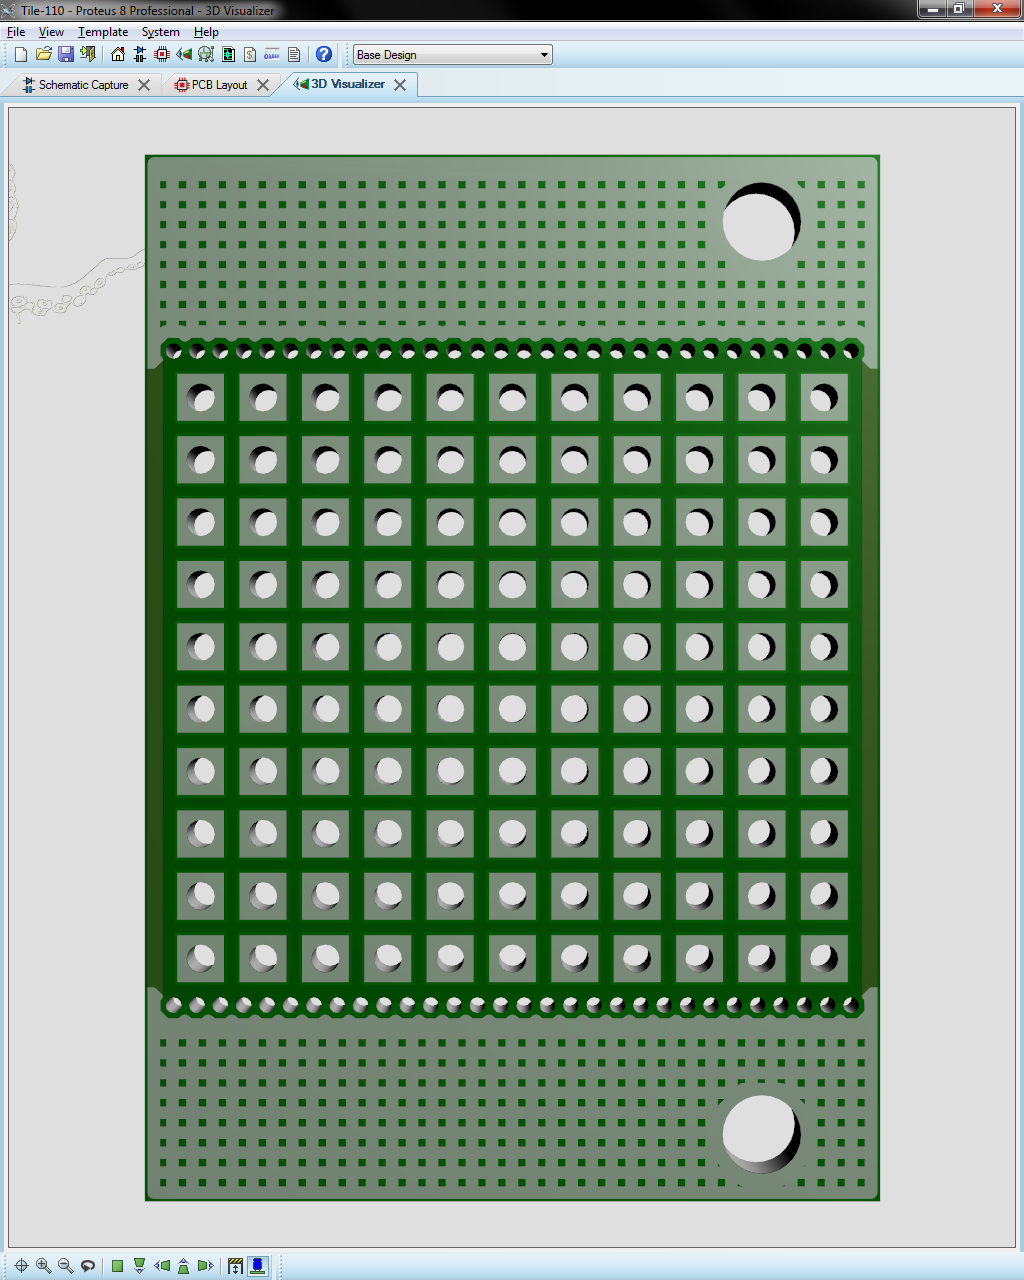 Tile-110 - Proteus 8 Professional - 3D Visualizer
File View Template System Help
Base Design
Schematic Capture PCB Layout 3D Visualizer